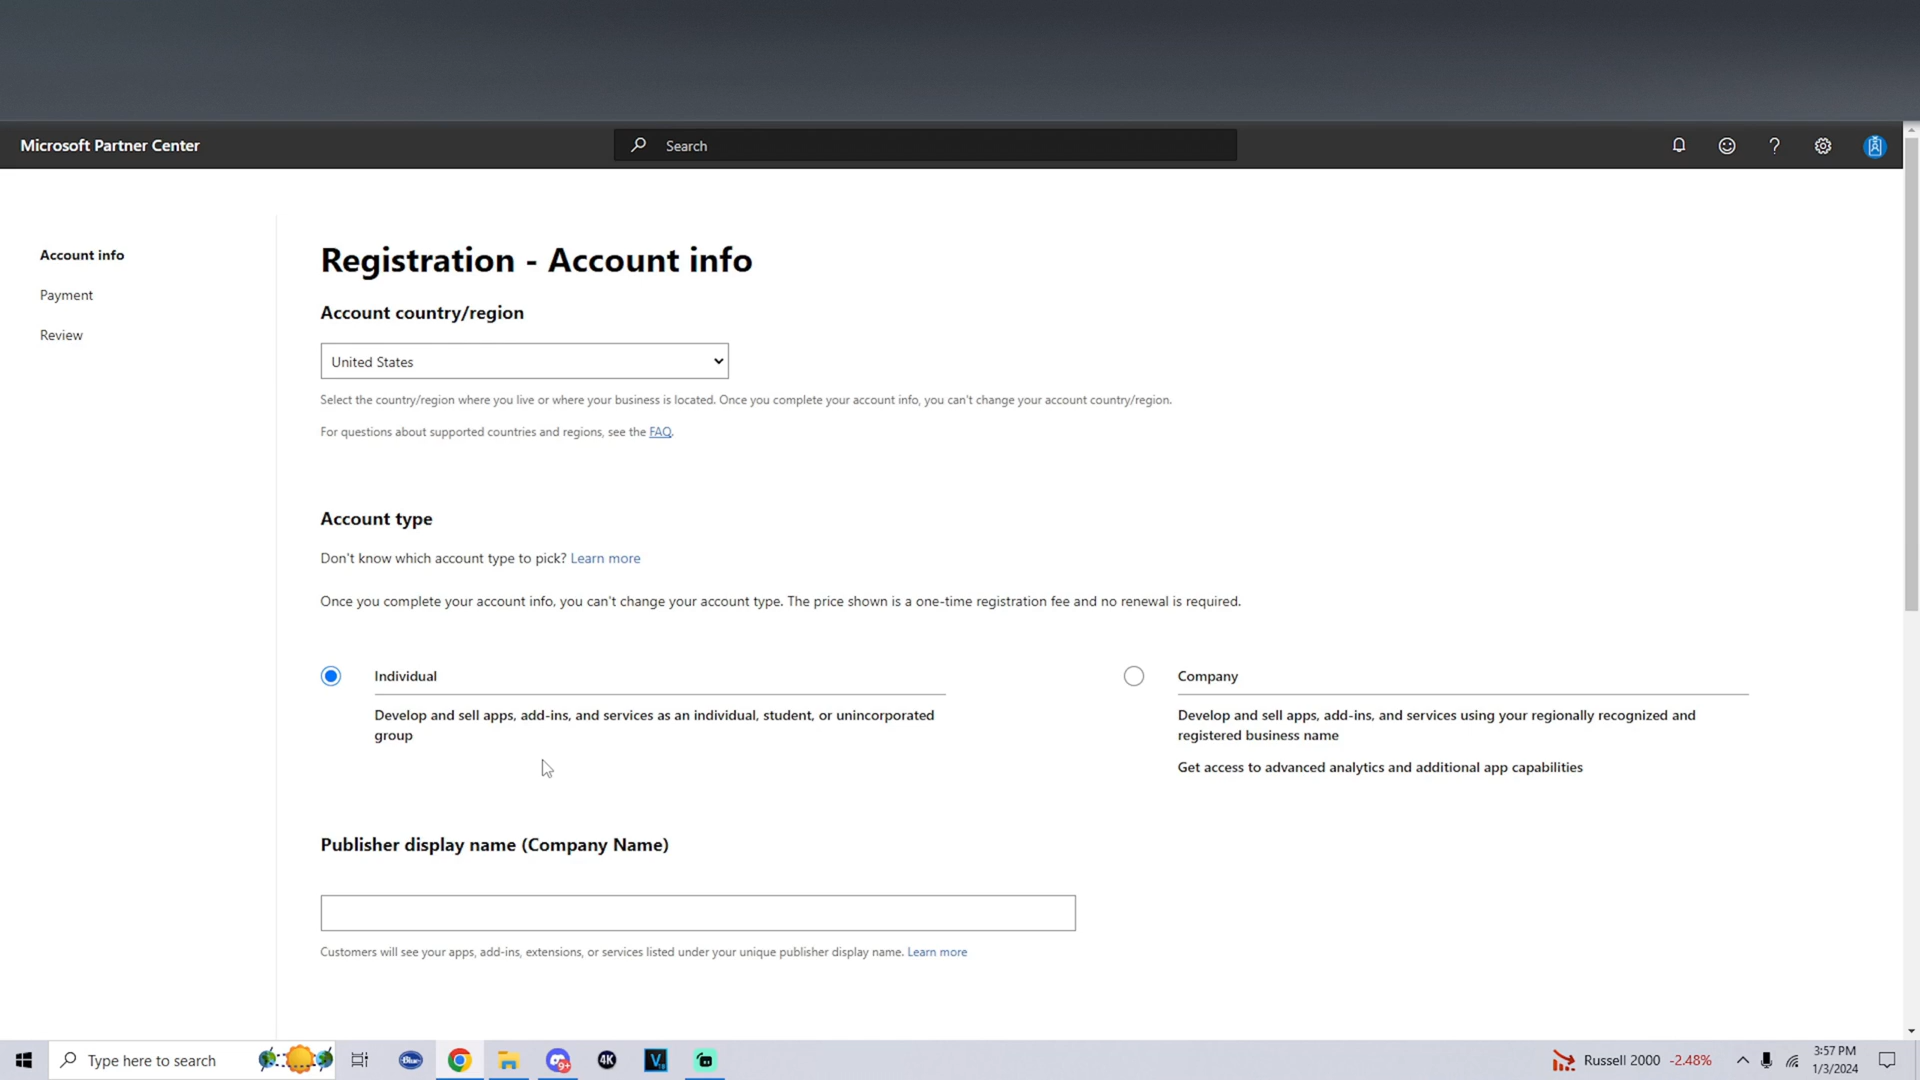 Microsoft Partner Center
Search
?
Account info
Payment
Review
Registration - Account info
Account country/region
United States
Select the country/region where you live or where your business is located. Once you complete your account info, you can't change your account country/region.
For questions about supported countries and regions, see the FAQ.
Account type
Don't know which account type to pick? Learn more
Once you complete your account info, you can't change your account type. The price shown is a one-time registration fee and no renewal is required.
Individual
Develop and sell apps, add-ins, and services as an individual, student, or unincorporated
group
Company
Develop and sell apps, add-ins, and services using your regionally recognized and
registered business name
Get access to advanced analytics and additional app capabilities
Publisher display name (Company Name)
Customers will see your apps, add-ins, extensions, or services listed under your unique publisher display name. Learn more
Type here to search
Blue
9+
4K
V
Russell 2000 -2.48%
3:57 PM
1/3/2024